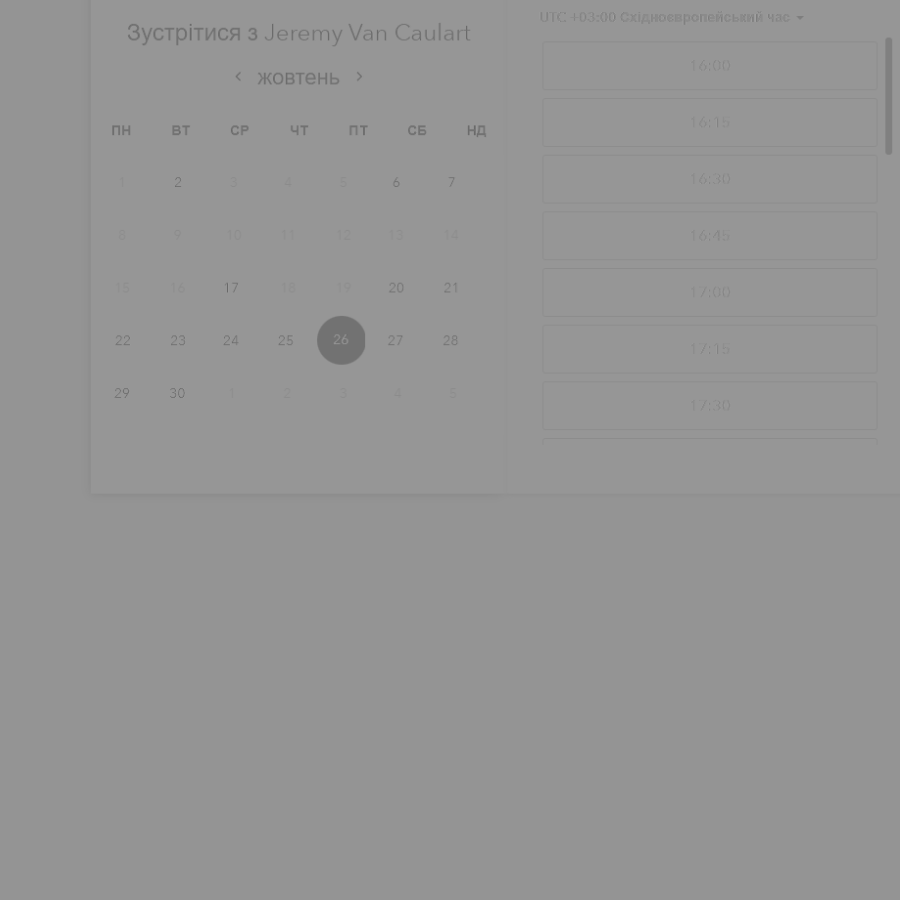 Зустрітися з Jeremy Van Caulart
‹ жовтень ›
ПН ВТ СР ЧТ ПТ СБ НД
1 2 3 4 5 6 7
8 9 10 11 12 13 14
15 16 17 18 19 20 21
22 23 24 25 26 27 28
29 30 1 2 3 4 5
UTC +03:00 Східноєвропейський час
16:00
16:15
16:30
16:45
17:00
17:15
17:30